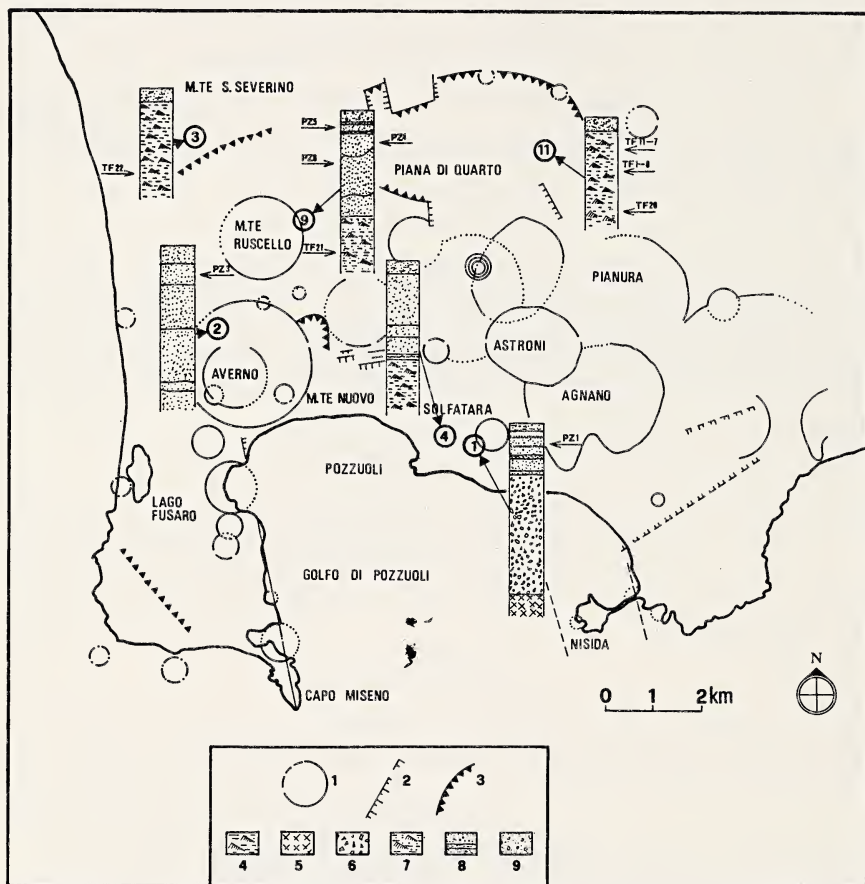 M.TE S. SEVERINO
3
TF22
PZ5
PZ4
PZ8
TF21
9
PIANA DI QUARTO
11
TF11-7
TF1-8
TF20
M.TE
RUSCELLO
PZ3
2
AVERNO
M.TE NUOVO
PIANURA
ASTRONI
AGNANO
SOLFATARA
4
1
PZ1
POZZUOLI
LAGO
FUSARO
GOLFO DI POZZUOLI
NISIDA
CAPO MISENO
0 1 2km
N
1 2 3
4 5 6 7 8 9